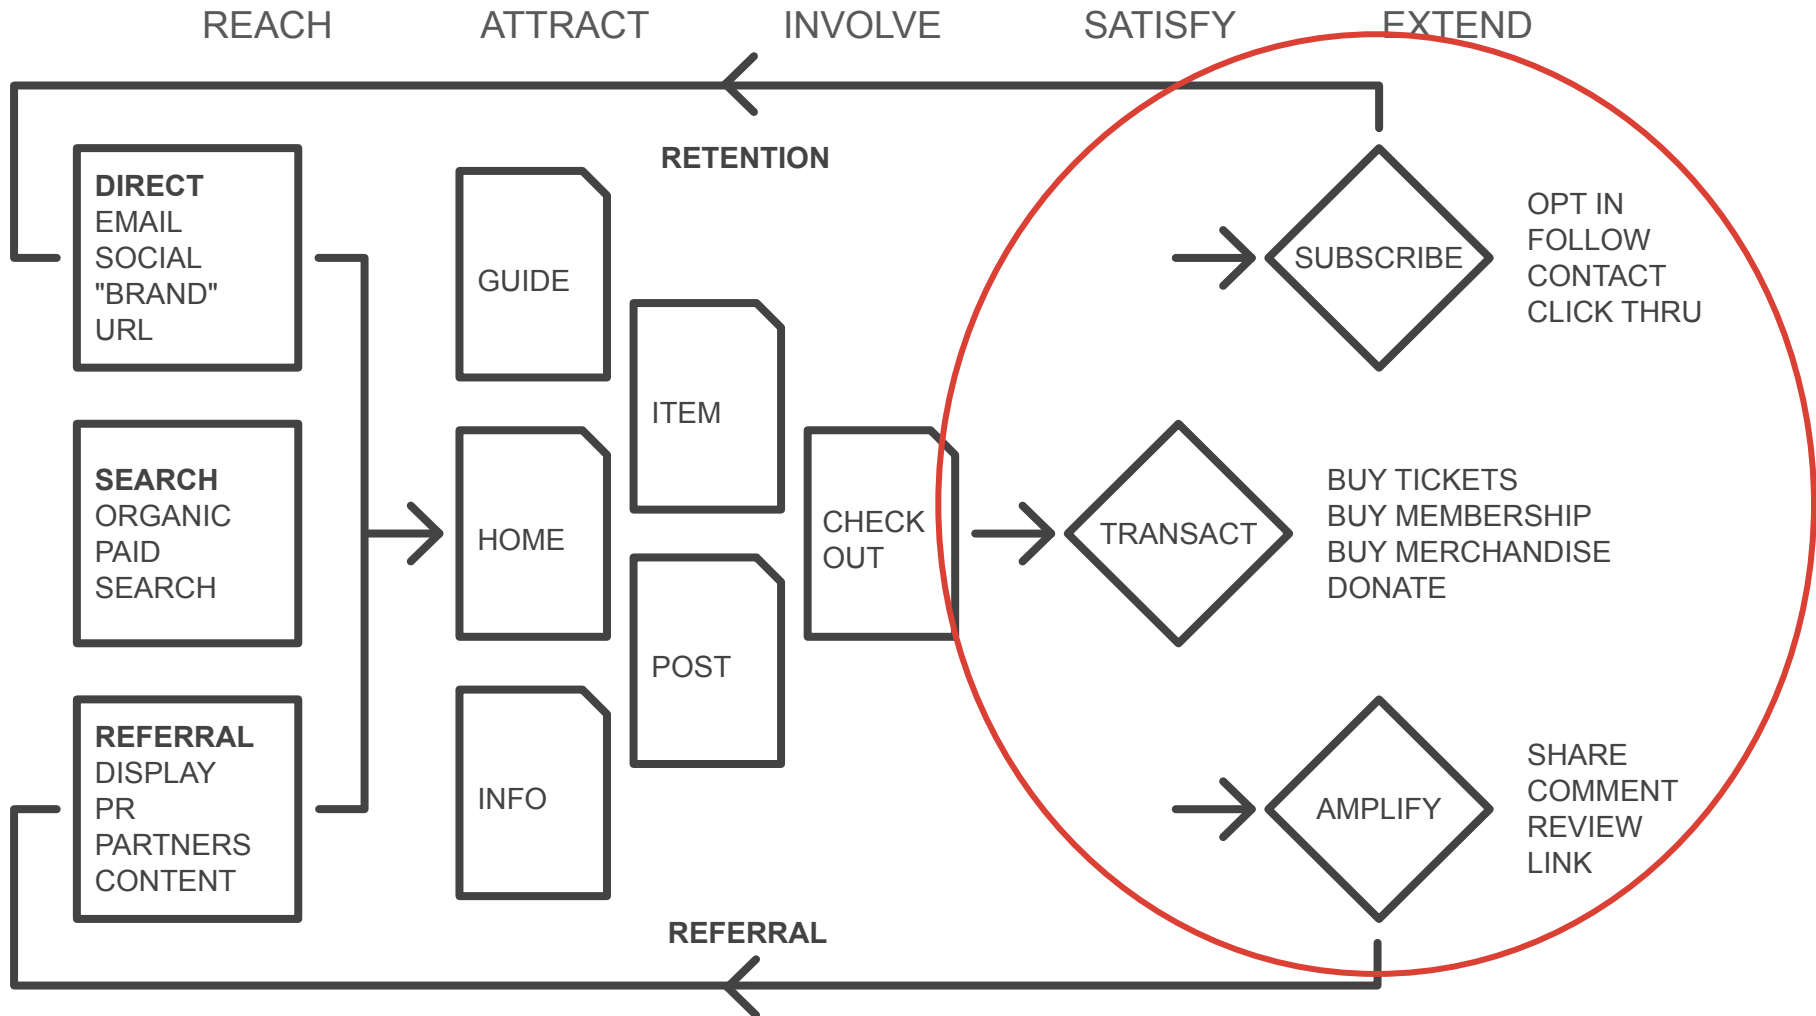 REACH ATTRACT INVOLVE SATISFY EXTEND
RETENTION
DIRECT
EMAIL
SOCIAL
"BRAND"
URL
SEARCH
ORGANIC
PAID
SEARCH
REFERRAL
DISPLAY
PR
PARTNERS
CONTENT
GUIDE
HOME
INFO
ITEM
POST
CHECK
OUT
SUBSCRIBE
OPT IN
FOLLOW
CONTACT
CLICK THRU
TRANSACT
BUY TICKETS
BUY MEMBERSHIP
BUY MERCHANDISE
DONATE
AMPLIFY
SHARE
COMMENT
REVIEW
LINK
REFERRAL